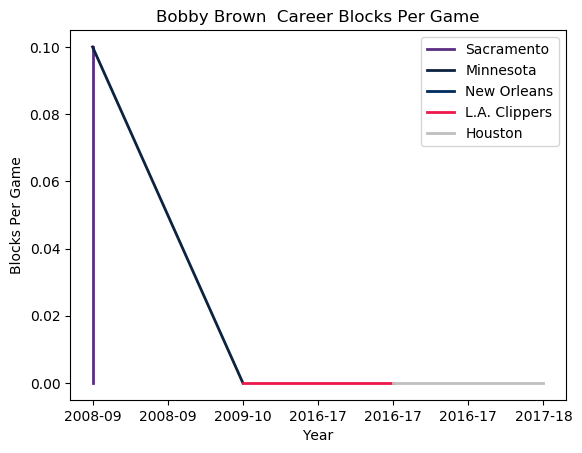 Bobby Brown  Career Blocks Per Game
Sacramento
Minnesota
New Orleans
L.A. Clippers
Houston
0.10
0.08
0.06
0.04
0.02
0.00
Blocks Per Game
2008-09 2008-09 2009-10 2016-17 2016-17 2016-17 2017-18
Year